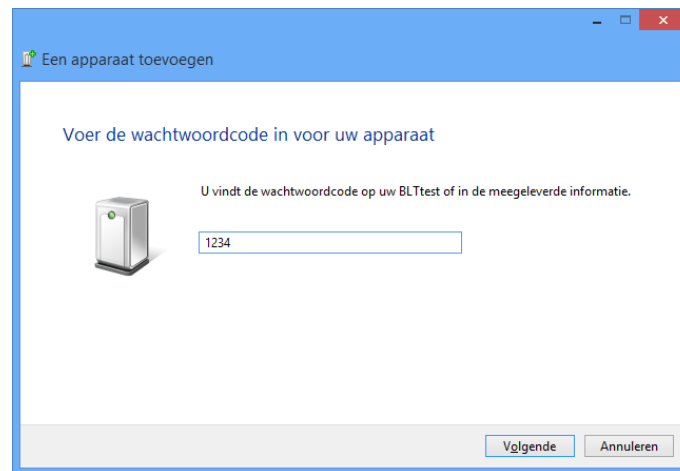 Een apparaat toevoegen
Voer de wachtwoordcode in voor uw apparaat
U vindt de wachtwoordcode op uw BLTtest of in de meegeleverde informatie.
1234
Volgende
Annuleren